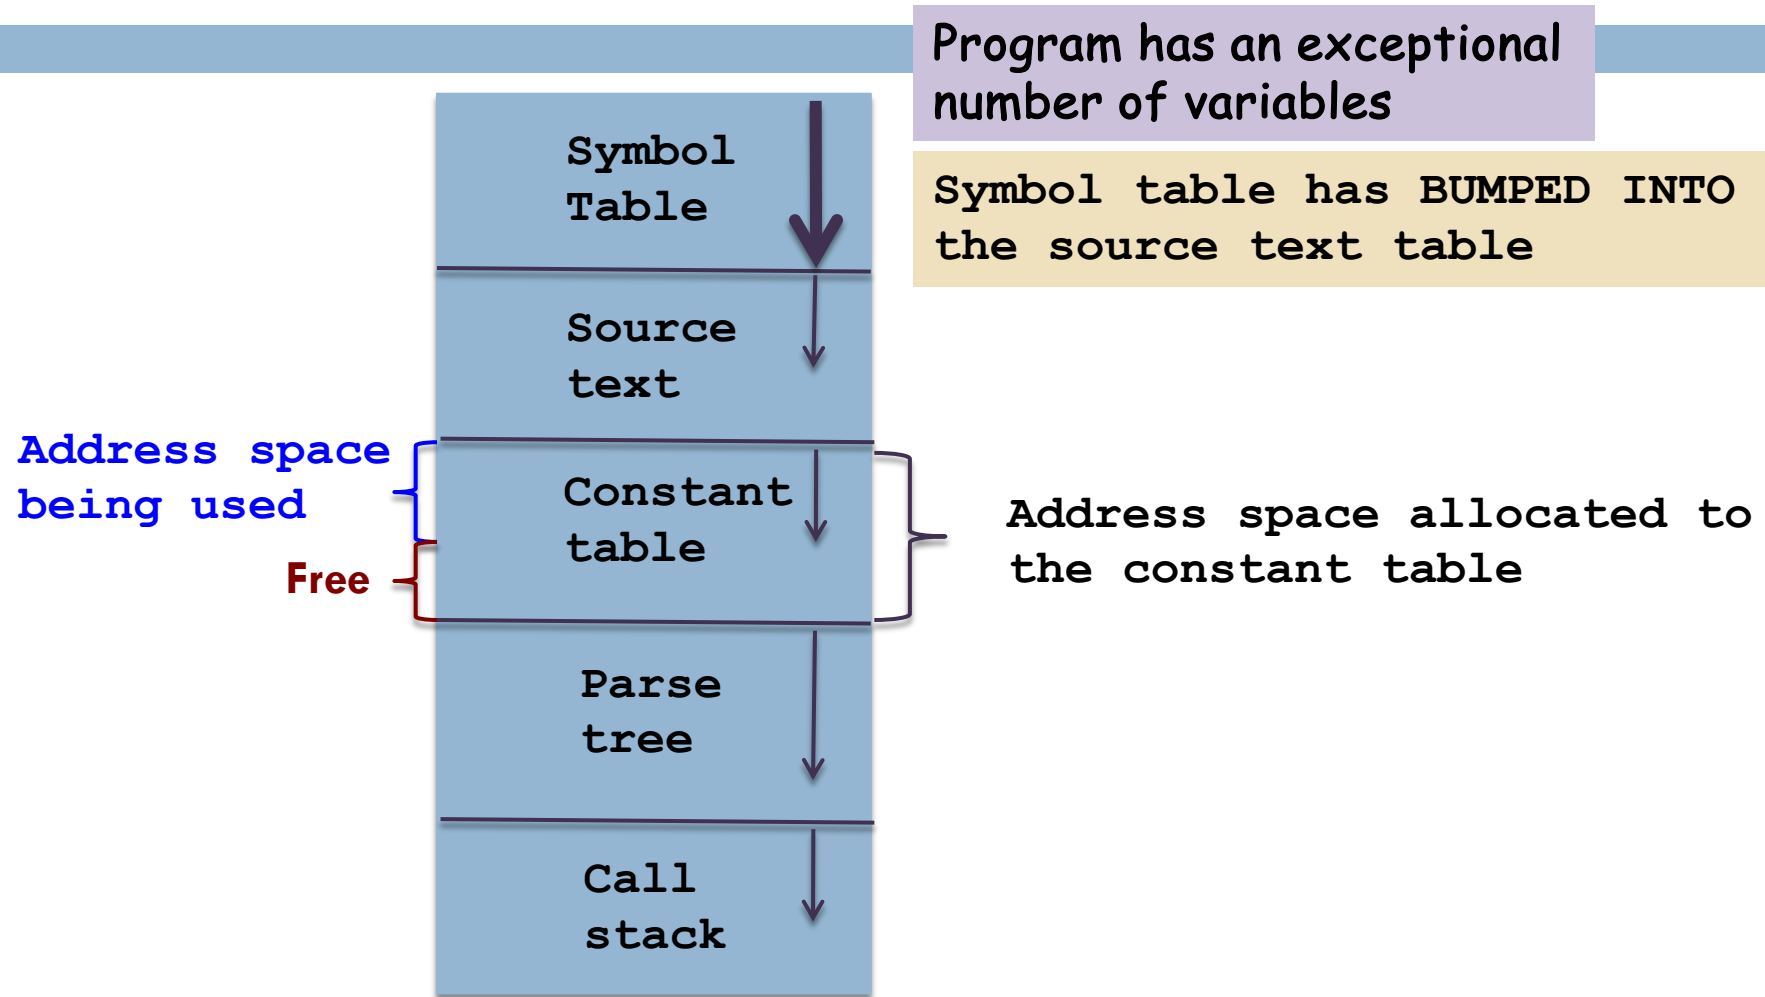 Program has an exceptional
number of variables
Symbol table has BUMPED INTO
the source text table
Symbol
Table
Source
text
Address space
being used
Free
Constant
table
Address space allocated to
the constant table
Parse
tree
Call
stack